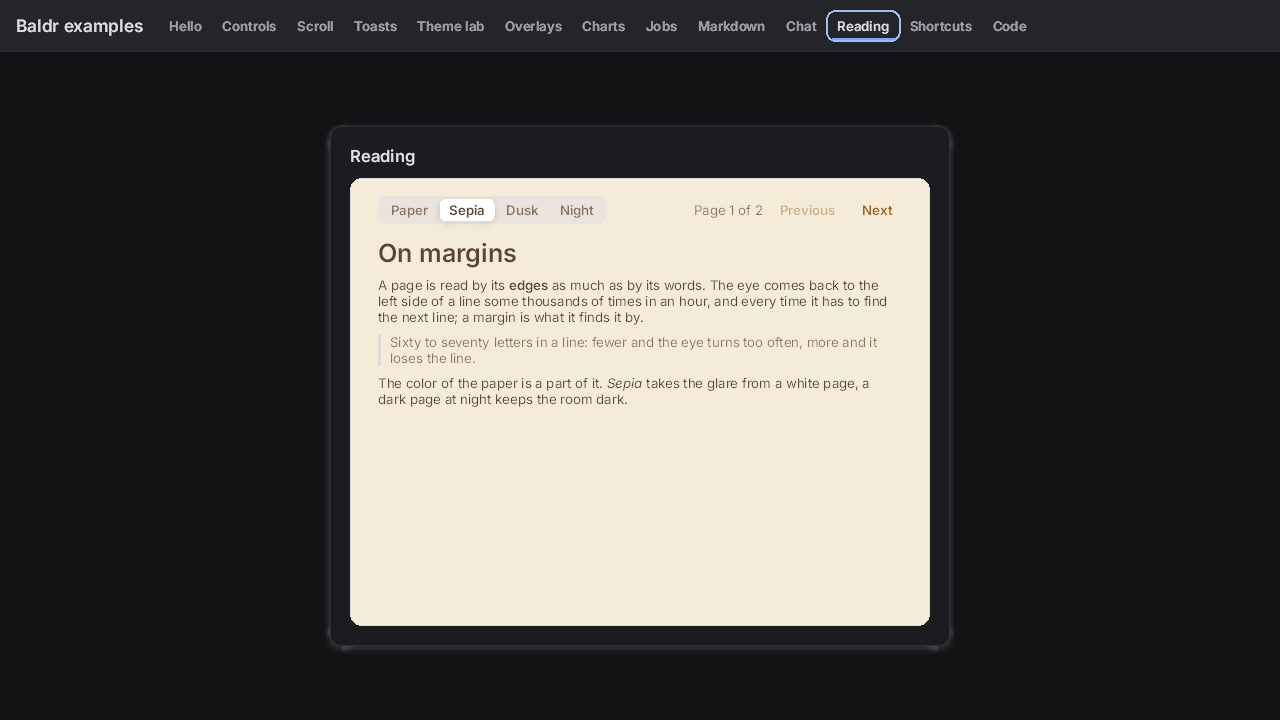 Baldr examples Hello Controls Scroll Toasts Theme lab Overlays Charts Jobs Markdown Chat Reading Shortcuts Code
Reading
Paper Sepia Dusk Night Page 1 of 2 Previous Next
On margins
A page is read by its edges as much as by its words. The eye comes back to the
left side of a line some thousands of times in an hour, and every time it has to find
the next line; a margin is what it finds it by.
Sixty to seventy letters in a line: fewer and the eye turns too often, more and it
loses the line.
The color of the paper is a part of it. Sepia takes the glare from a white page, a
dark page at night keeps the room dark.